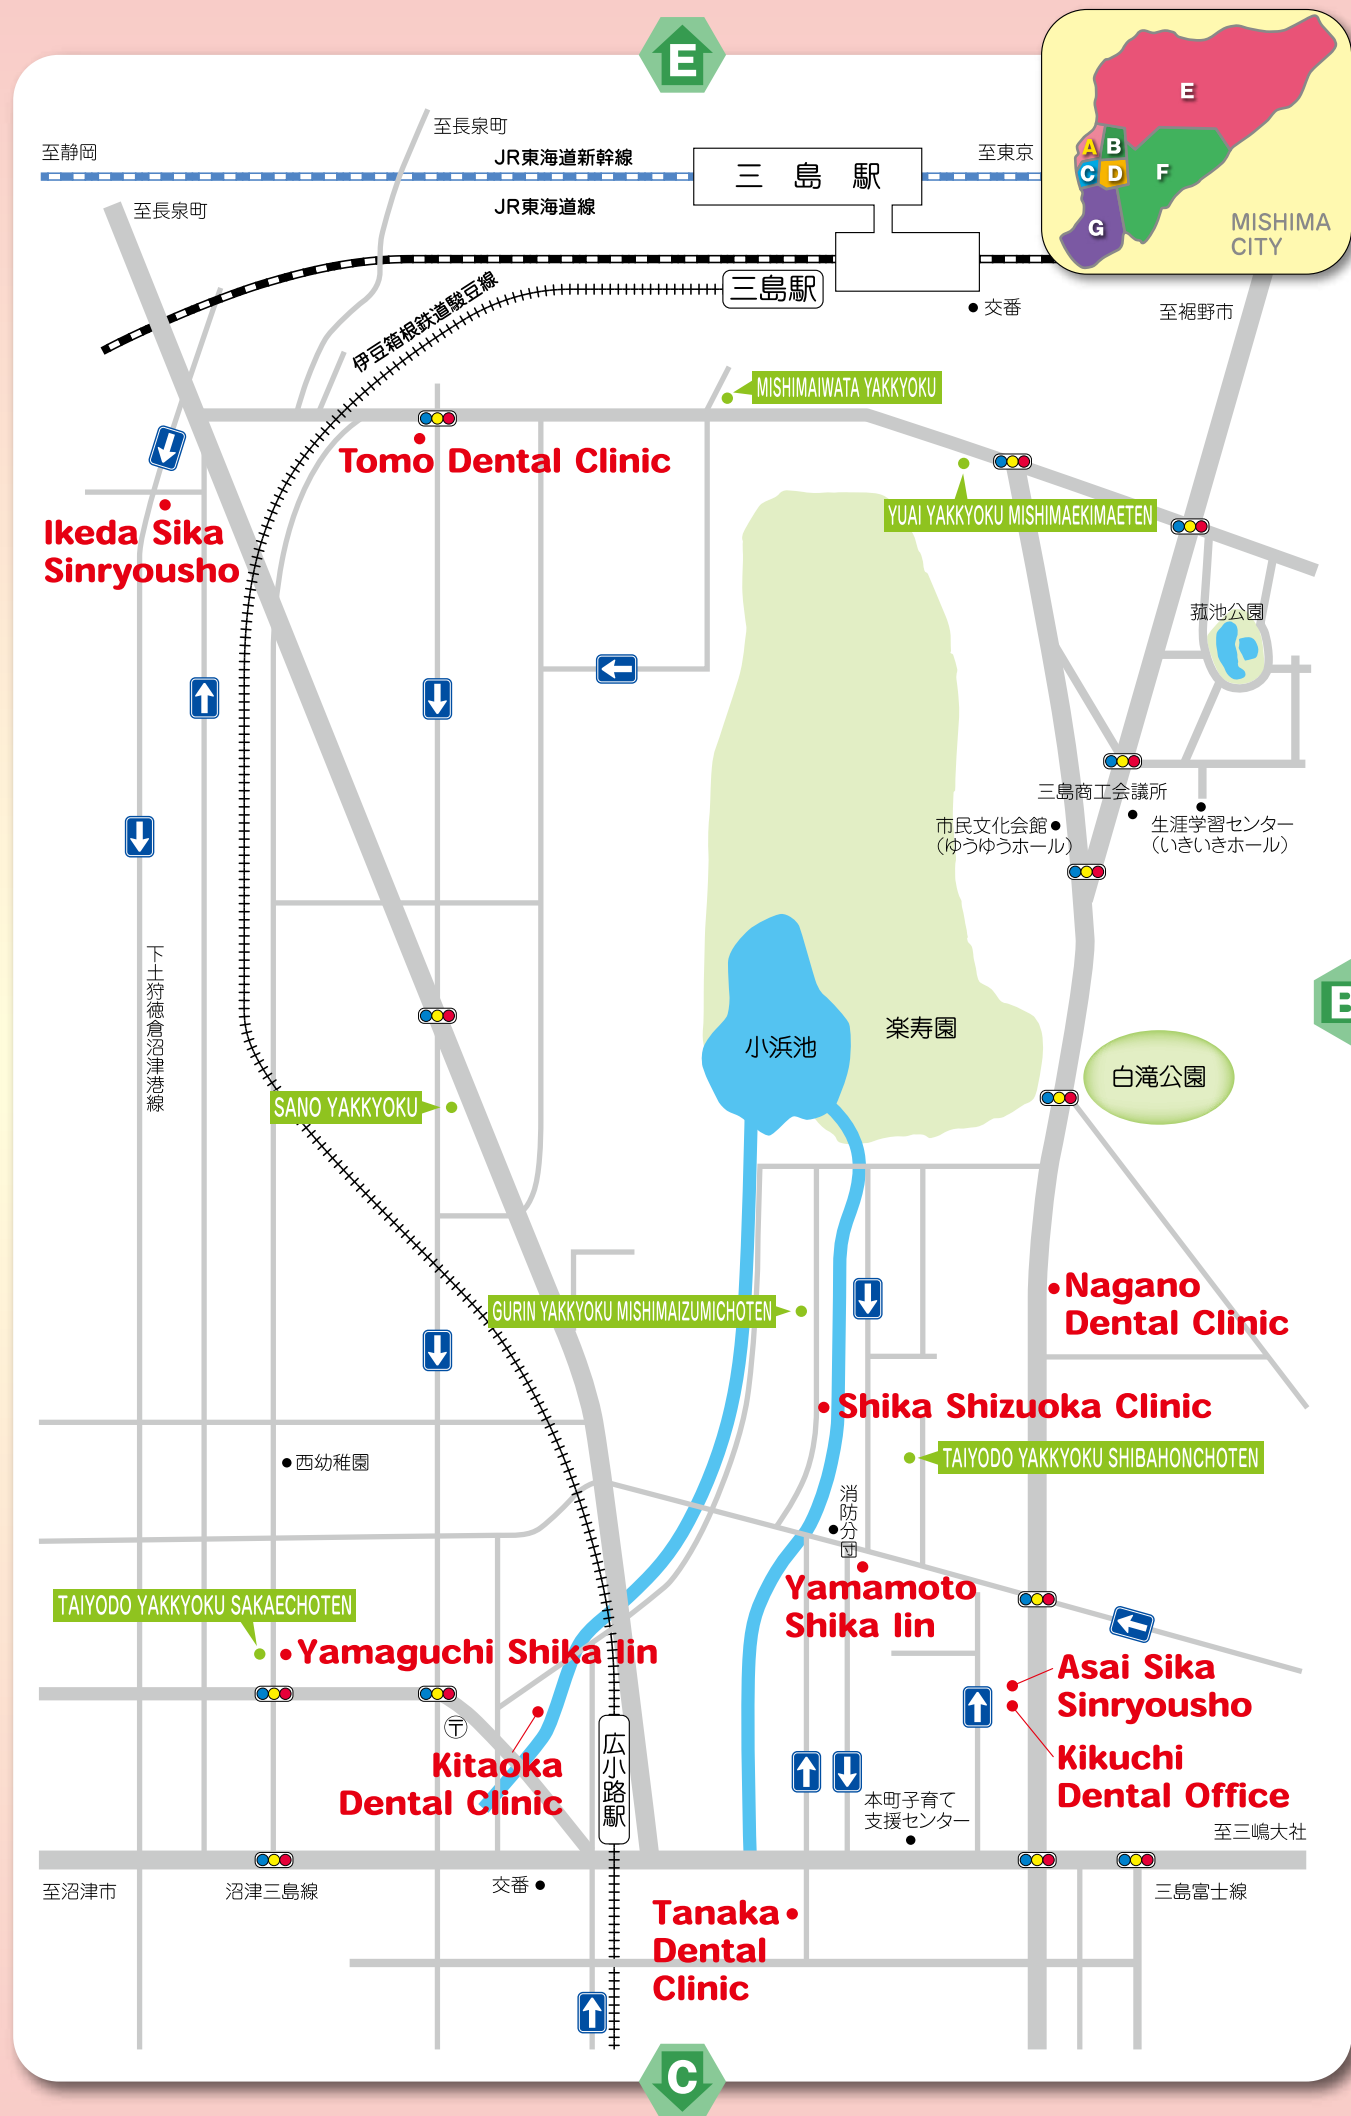 E
E
A
B
C
D
F
G
MISHIMA
CITY
至静岡
至長泉町
JR東海道新幹線
三島駅
至東京
至長泉町
JR東海道線
伊豆箱根鉄道駿豆線
三島駅
交番
至裾野市
MISHIMAIWATA YAKKYOKU
Tomo Dental Clinic
YUAI YAKKYOKU MISHIMAEKIMAETEN
Ikeda Sika
Sinryousho
菰池公園
三島商工会議所
市民文化会館
(ゆうゆうホール)
生涯学習センター
(いきいきホール)
下土狩徳倉沼津港線
B
小浜池
楽寿園
白滝公園
SANO YAKKYOKU
GURIN YAKKYOKU MISHIMAIZUMICHOTEN
Nagano
Dental Clinic
Shika Shizuoka Clinic
TAIYODO YAKKYOKU SHIBAHONCHOTEN
西幼稚園
消防分団
Yamamoto
Shika Iin
TAIYODO YAKKYOKU SAKAECHOTEN
Yamaguchi Shika Iin
Asai Sika
Sinryousho
〒
Kitaoka
Dental Clinic
広小路駅
Kikuchi
Dental Office
本町子育て
支援センター
至三嶋大社
至沼津市
沼津三島線
交番
三島富士線
Tanaka
Dental
Clinic
C